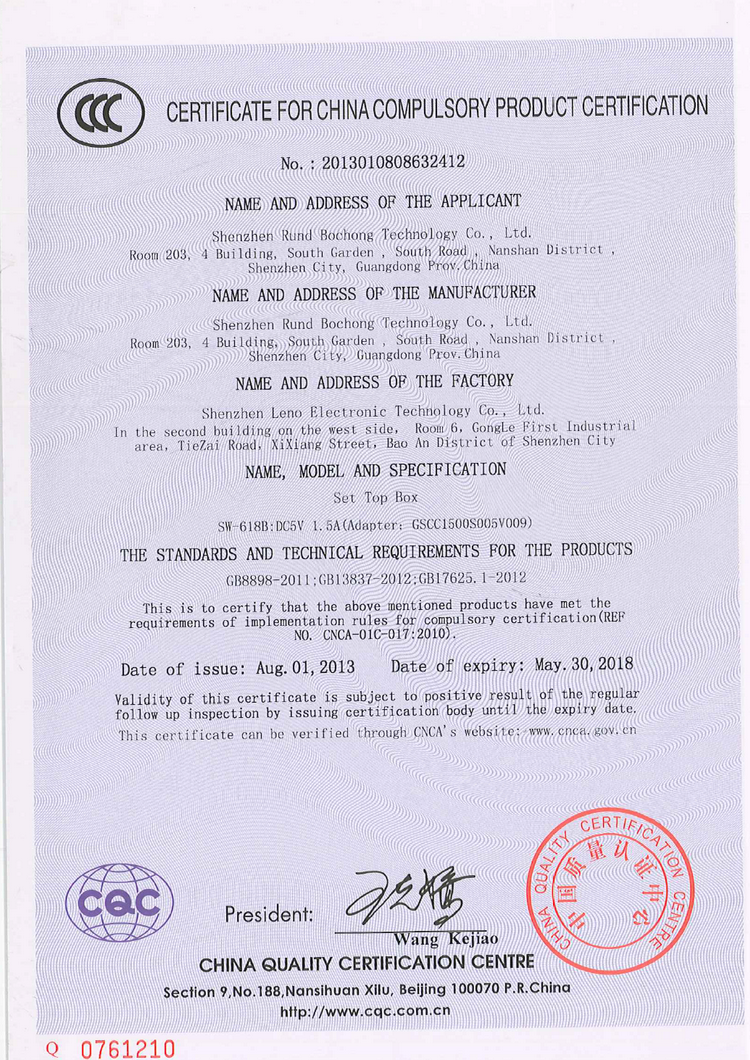 CCC
CERTIFICATE FOR CHINA COMPULSORY PRODUCT CERTIFICATION
No. : 2013010808632412
NAME AND ADDRESS OF THE APPLICANT
Shenzhen Rund Bochong Technology Co., Ltd.
Room 203, 4 Building, South Garden , South Road , Nanshan District ,
Shenzhen City, Guangdong Prov. China
NAME AND ADDRESS OF THE MANUFACTURER
Shenzhen Rund Bochong Technology Co., Ltd.
Room 203, 4 Building, South Garden , South Road , Nanshan District ,
Shenzhen City, Guangdong Prov. China
NAME AND ADDRESS OF THE FACTORY
Shenzhen Leno Electronic Technology Co., Ltd.
In the second building on the west side, Room 6, GongLe First Industrial
area, TieZai Road, XiXiang Street, Bao An District of Shenzhen City
NAME, MODEL AND SPECIFICATION
Set Top Box
SW-618B:DC5V 1.5A(Adapter: GSCC1500S005V009)
THE STANDARDS AND TECHNICAL REQUIREMENTS FOR THE PRODUCTS
GB8898-2011;GB13837-2012;GB17625.1-2012
This is to certify that the above mentioned products have met the
requirements of implementation rules for compulsory certification(REF
NO. CNCA-01C-017:2010).
Date of issue: Aug. 01, 2013 Date of expiry: May. 30, 2018
Validity of this certificate is subject to positive result of the regular
follow up inspection by issuing certification body until the expiry date.
This certificate can be verified through CNCA's website: www.cnca.gov.cn
CHINA QUALITY CERTIFICATION CENTRE
中国质量认证中心
CQC
President: 王克娇
Wang Kejiao
CHINA QUALITY CERTIFICATION CENTRE
Section 9,No.188,Nansihuan Xilu, Beijing 100070 P.R.China
http://www.cqc.com.cn
Q 0761210